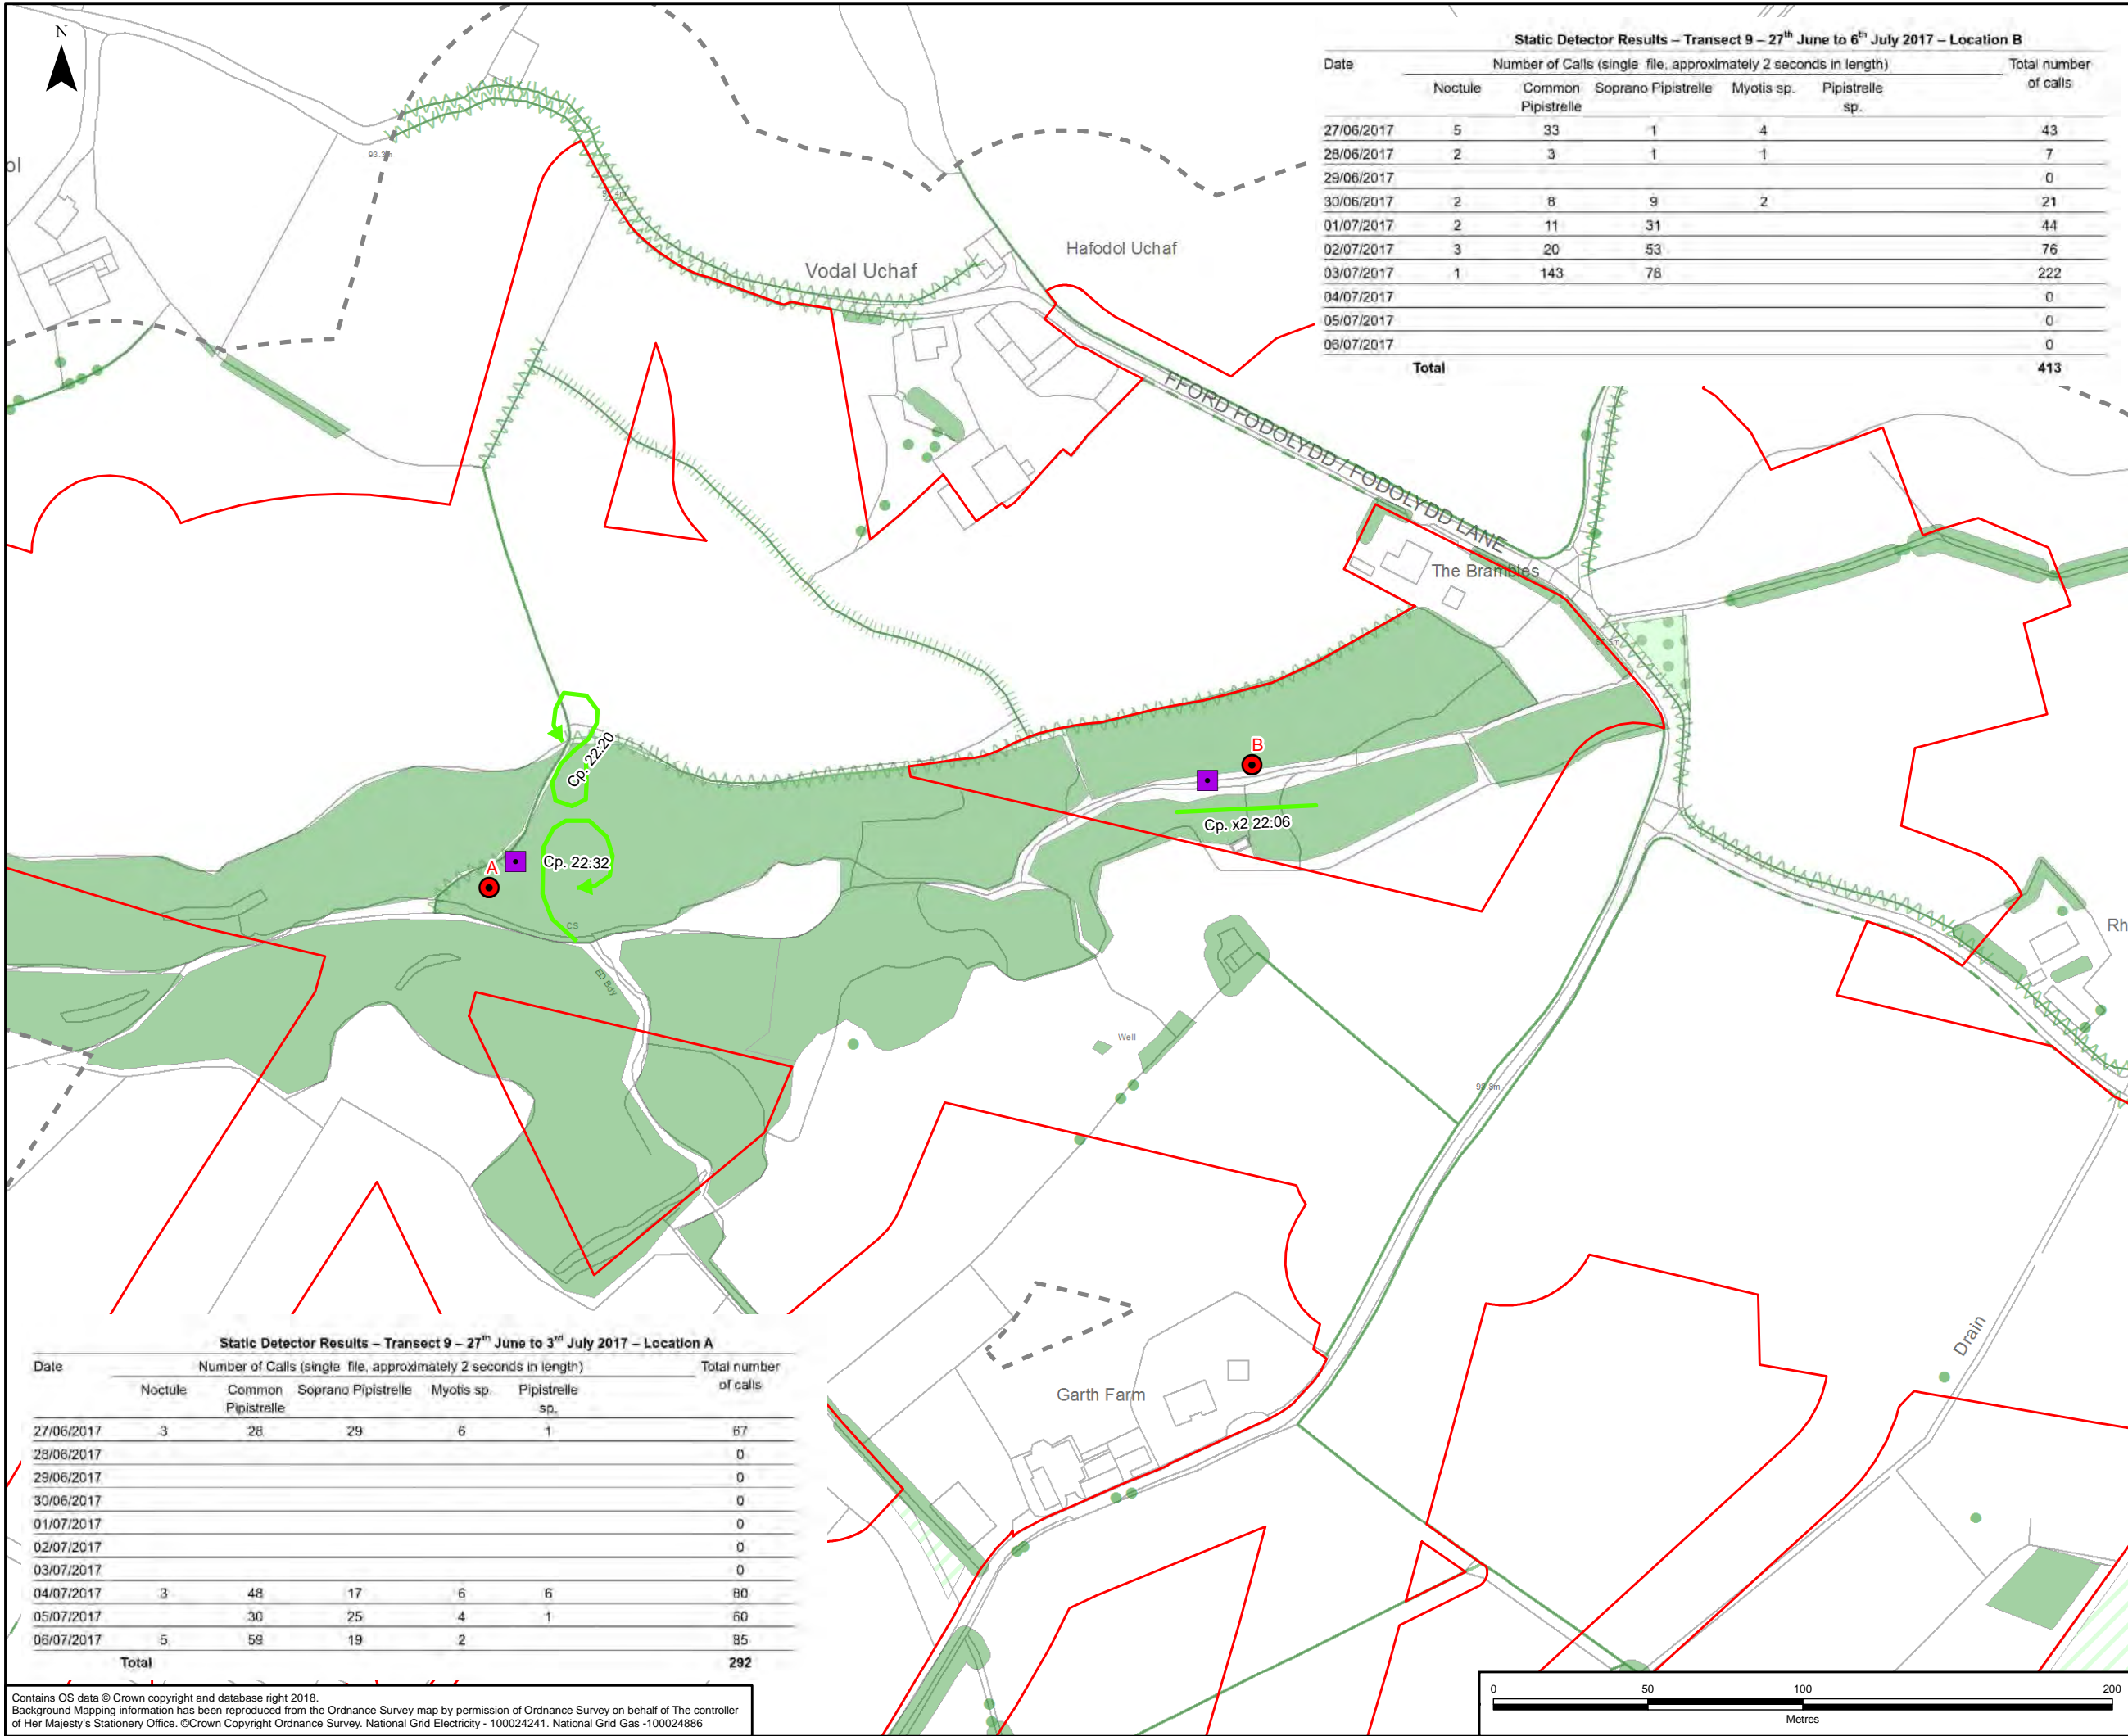 N
Static Detector Results – Transect 9 – 27th June to 6th July 2017 – Location B
Date Number of Calls (single file, approximately 2 seconds in length) Total number of calls
Noctule Common Pipistrelle Soprano Pipistrelle Myotis sp. Pipistrelle sp.
27/06/2017 5 33 1 4 43
28/06/2017 2 3 1 1 7
29/06/2017 0
30/06/2017 2 8 9 2 21
01/07/2017 2 11 31 44
02/07/2017 3 20 53 76
03/07/2017 1 143 78 222
04/07/2017 0
05/07/2017 0
06/07/2017 0
Total 413
93.3m
ol
Hafodol Uchaf
Vodal Uchaf
FFORD FODOLYDD / FODOLYDD LANE
The Brambles
Cp. 22:20
B
Cp. x2 22:06
A
Cp. 22:32
CS
ED Bdy
Rh
Well
Garth Farm
Drain
Static Detector Results – Transect 9 – 27th June to 3rd July 2017 – Location A
Date Number of Calls (single file, approximately 2 seconds in length) Total number of calls
Noctule Common Pipistrelle Soprano Pipistrelle Myotis sp. Pipistrelle sp.
27/06/2017 3 28 29 6 1 67
28/06/2017 0
29/06/2017 0
30/06/2017 0
01/07/2017 0
02/07/2017 0
03/07/2017 0
04/07/2017 3 48 17 6 6 80
05/07/2017 30 25 4 1 60
06/07/2017 5 59 19 2 85
Total 292
Contains OS data © Crown copyright and database right 2018.
Background Mapping information has been reproduced from the Ordnance Survey map by permission of Ordnance Survey on behalf of The controller
of Her Majesty's Stationery Office. ©Crown Copyright Ordnance Survey. National Grid Electricity - 100024241. National Grid Gas -100024886
0 50 100 200
Metres